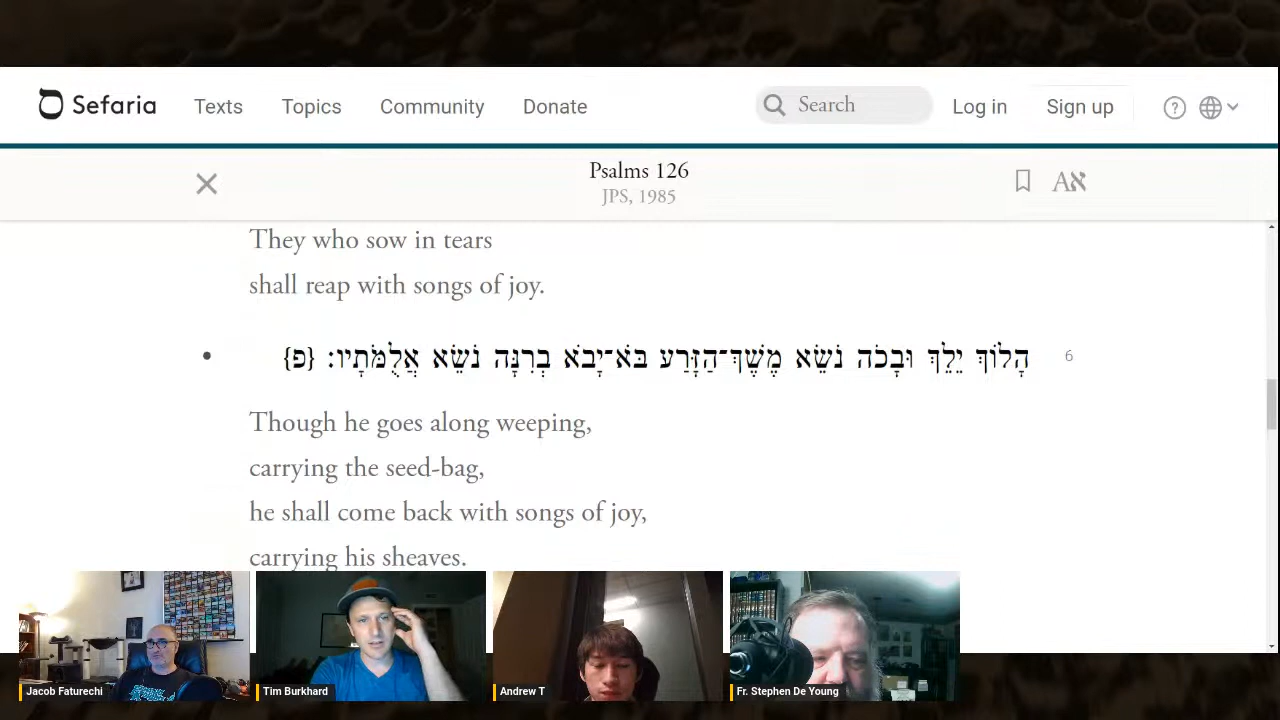 Sefaria Texts Topics Community Donate Search Log in Sign up ?
Psalms 126
JPS, 1985
Aא
They who sow in tears
shall reap with songs of joy.
הָלוֹךְ יֵלֵךְ וּבָכֹה נֹשֵׂא מֶשֶׁךְ־הַזָּרַע בֹּא־יָבֹא בְרִנָּה נֹשֵׂא אֲלֻמֹּתָיו׃ {פ}
6
Though he goes along weeping,
carrying the seed-bag,
he shall come back with songs of joy,
carrying his sheaves.
Jacob Faturechi
Tim Burkhard
Andrew T
Fr. Stephen De Young